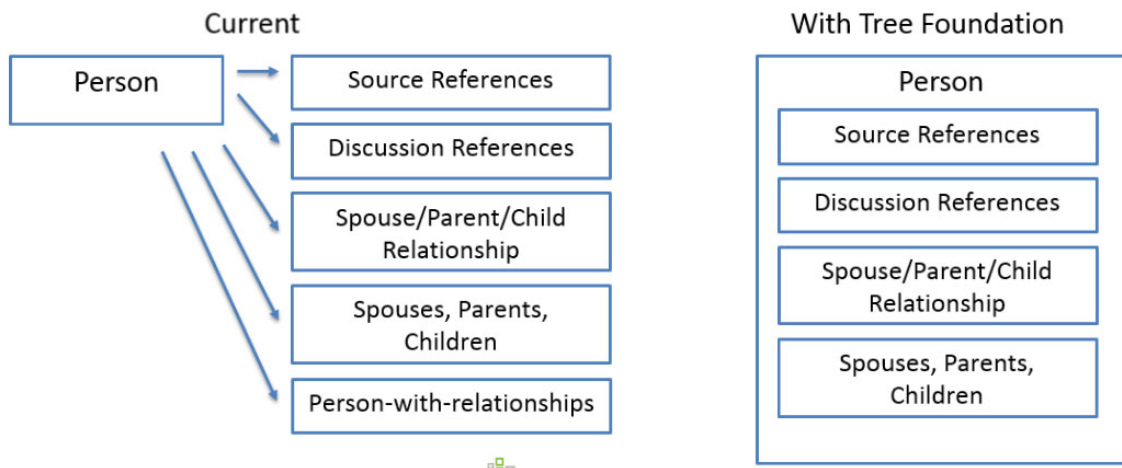 Current
Person
Source References
Discussion References
Spouse/Parent/Child
Relationship
Spouses, Parents,
Children
Person-with-relationships
With Tree Foundation
Person
Source References
Discussion References
Spouse/Parent/Child
Relationship
Spouses, Parents,
Children